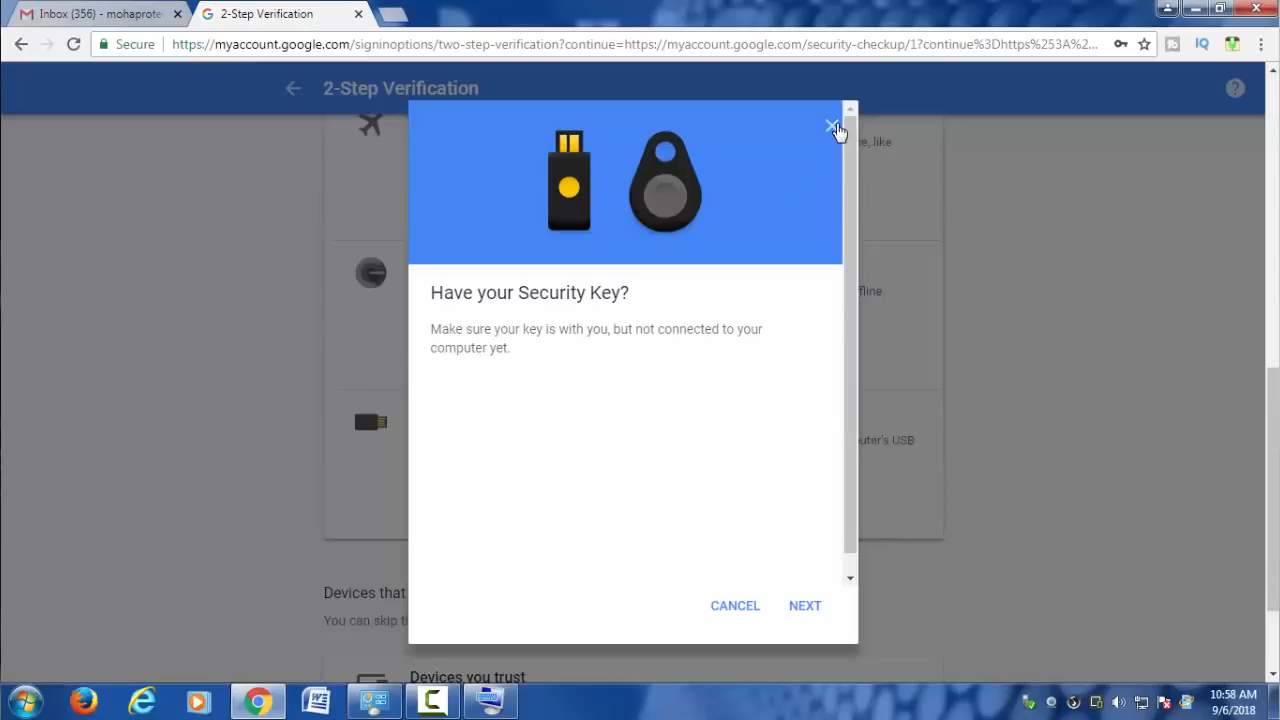 Inbox (356) - mohaprote
2-Step Verification
Secure
https://myaccount.google.com/signinoptions/two-step-verification?continue=https://myaccount.google.com/security-checkup/1?continue%3Dhttps%253A%2...
2-Step Verification
ne, like
Have your Security Key?
Make sure your key is with you, but not connected to your
computer yet.
ffline.
uter's USB
Devices that
You can skip t
CANCEL
NEXT
Devices you trust
10:58 AM
9/6/2018